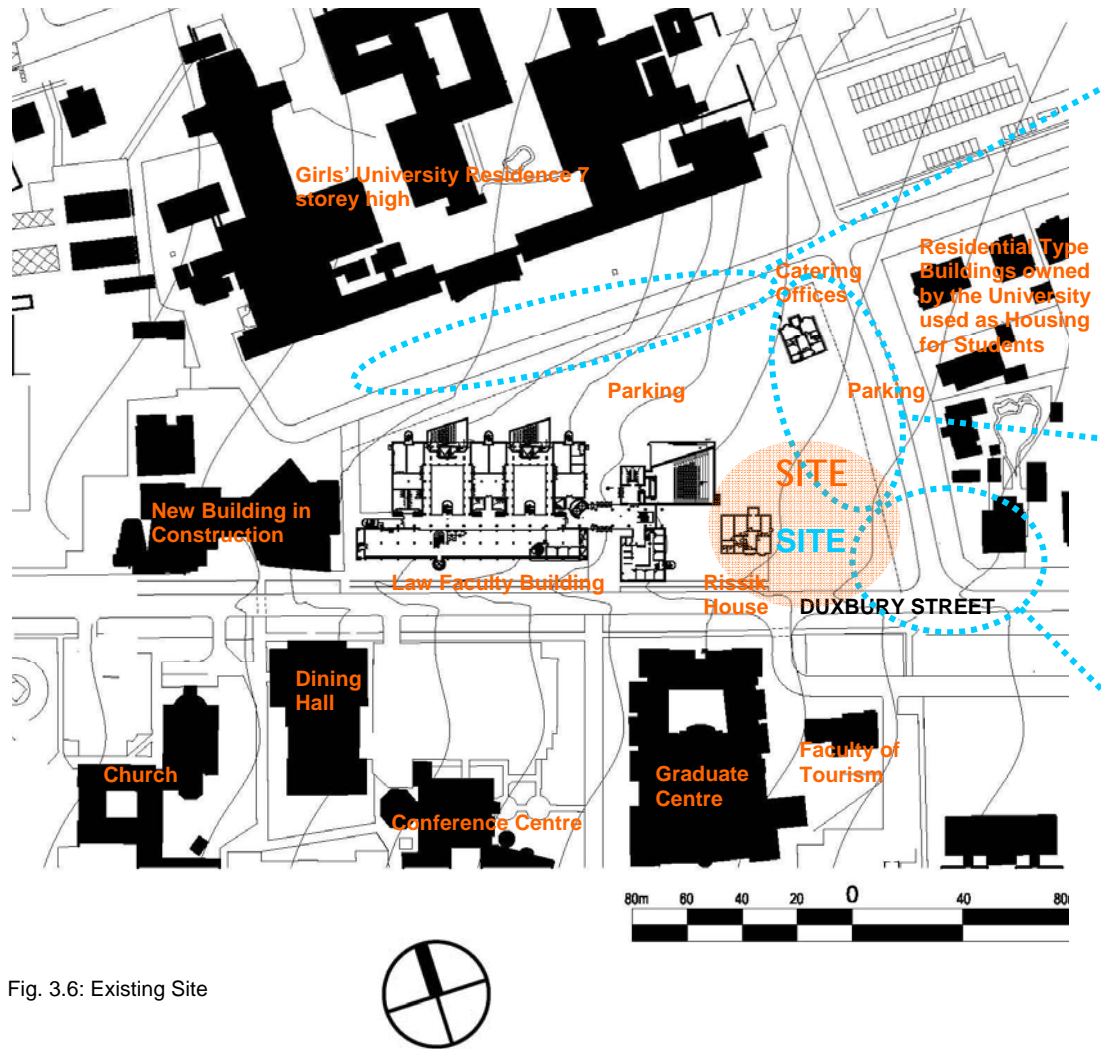 Girls' University Residence 7
storey high
Catering
Offices
Residential Type
Buildings owned
by the University
used as Housing
for Students
Parking
Parking
SITE
SITE
New Building in
Construction
Law Faculty Building
Rissik
House
DUXBURY STREET
Dining
Hall
Church
Conference Centre
Graduate
Centre
Faculty of
Tourism
80m 60 40 20 0 40 80
Fig. 3.6: Existing Site